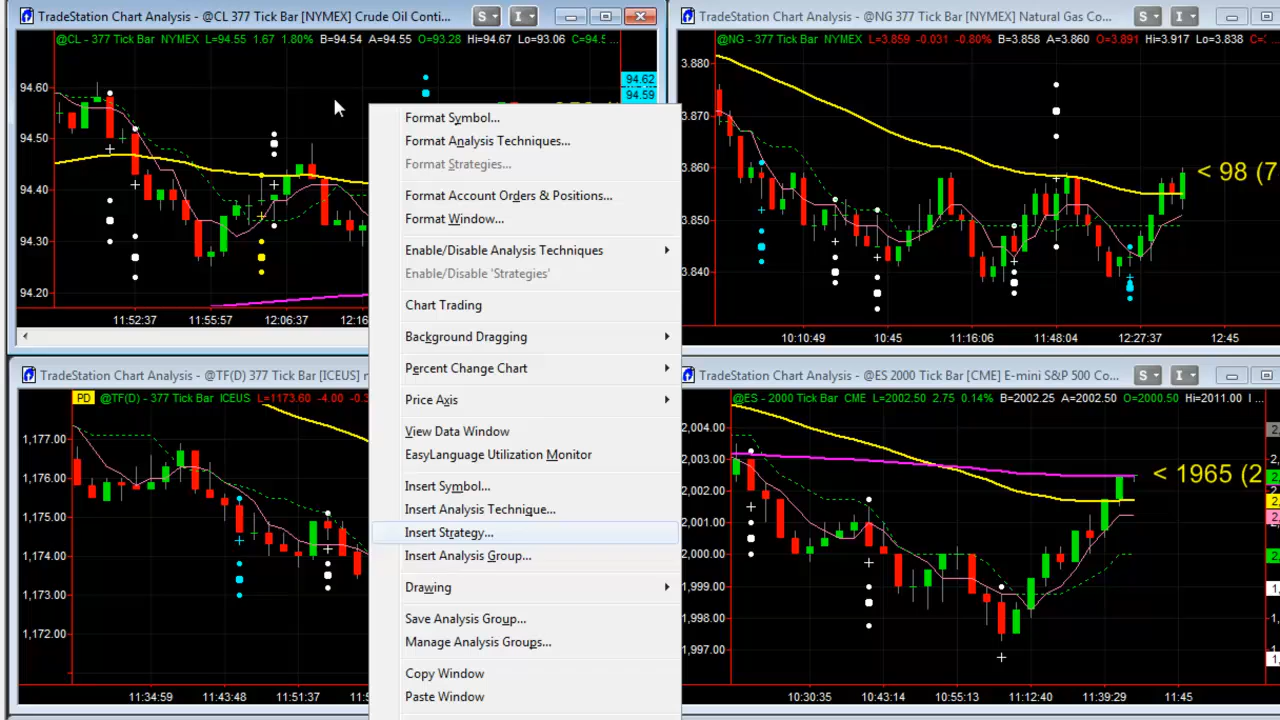 TradeStation Chart Analysis - @CL 377 Tick Bar [NYMEX] Crude Oil Conti...
S
I
@CL - 377 Tick Bar NYMEX L=94.55 1.67 1.80% B=94.54 A=94.55 O=93.28 Hi=94.67 Lo=93.06 C=94.5 ...
94.60
94.50
94.40
94.30
94.20
94.62
94.59
11:52:37
11:55:57
12:06:37
12:16
TradeStation Chart Analysis - @NG 377 Tick Bar [NYMEX] Natural Gas Co...
S
I
@NG - 377 Tick Bar NYMEX L=3.859 -0.031 -0.80% B=3.858 A=3.860 O=3.891 Hi=3.917 Lo=3.838 C=...
3.880
3.870
3.860
3.850
3.840
< 98 (7
10:10:49
10:45
11:16:06
11:48:04
12:27:37
12:45
Format Symbol...
Format Analysis Techniques...
Format Strategies...
Format Account Orders & Positions...
Format Window...
Enable/Disable Analysis Techniques
Enable/Disable 'Strategies'
Chart Trading
Background Dragging
Percent Change Chart
Price Axis
View Data Window
EasyLanguage Utilization Monitor
Insert Symbol...
Insert Analysis Technique...
Insert Strategy...
Insert Analysis Group...
Drawing
Save Analysis Group...
Manage Analysis Groups...
Copy Window
Paste Window
TradeStation Chart Analysis - @TF(D) 377 Tick Bar [ICEUS] r
PD
@TF(D) - 377 Tick Bar ICEUS L=1173.60 -4.00 -0.3
1,177.00
1,176.00
1,175.00
1,174.00
1,173.00
1,172.00
11:34:59
11:43:48
11:51:37
11:5
TradeStation Chart Analysis - @ES 2000 Tick Bar [CME] E-mini S&P 500 Co...
S
I
@ES - 2000 Tick Bar CME L=2002.50 2.75 0.14% B=2002.25 A=2002.50 O=2000.50 Hi=2011.00 l ...
2,004.00
2,003.00
2,002.00
2,001.00
2,000.00
1,999.00
1,998.00
1,997.00
< 1965 (2
10:30:35
10:43:14
10:55:13
11:12:40
11:39:29
11:45